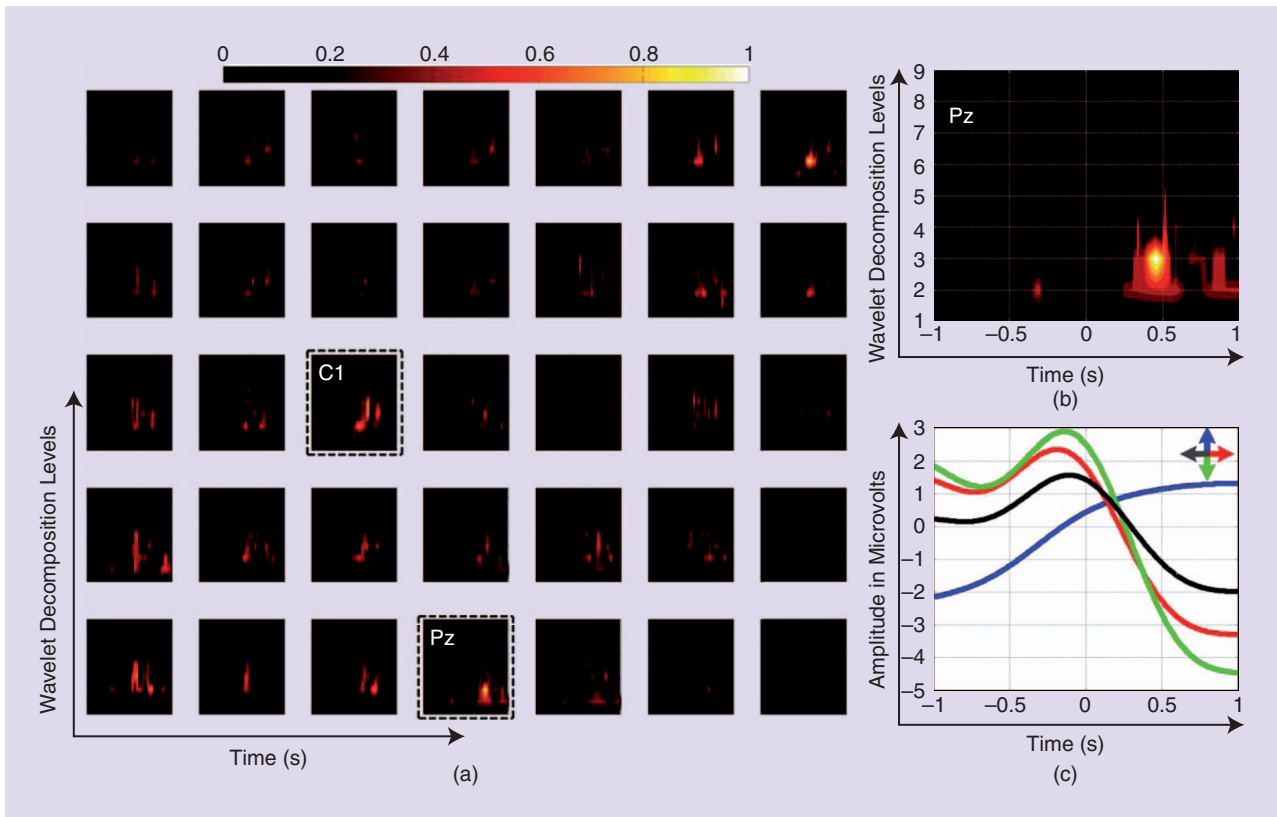 0 0.2 0.4 0.6 0.8 1
C1
Pz
Wavelet Decomposition Levels
Time (s)
(a)
Wavelet Decomposition Levels
9
8
7
6
5
4
3
2
1
Pz
–1 –0.5 0 0.5 1
Time (s)
(b)
Amplitude in Microvolts
3
2
1
0
–1
–2
–3
–4
–5
–1 –0.5 0 0.5 1
Time (s)
(c)